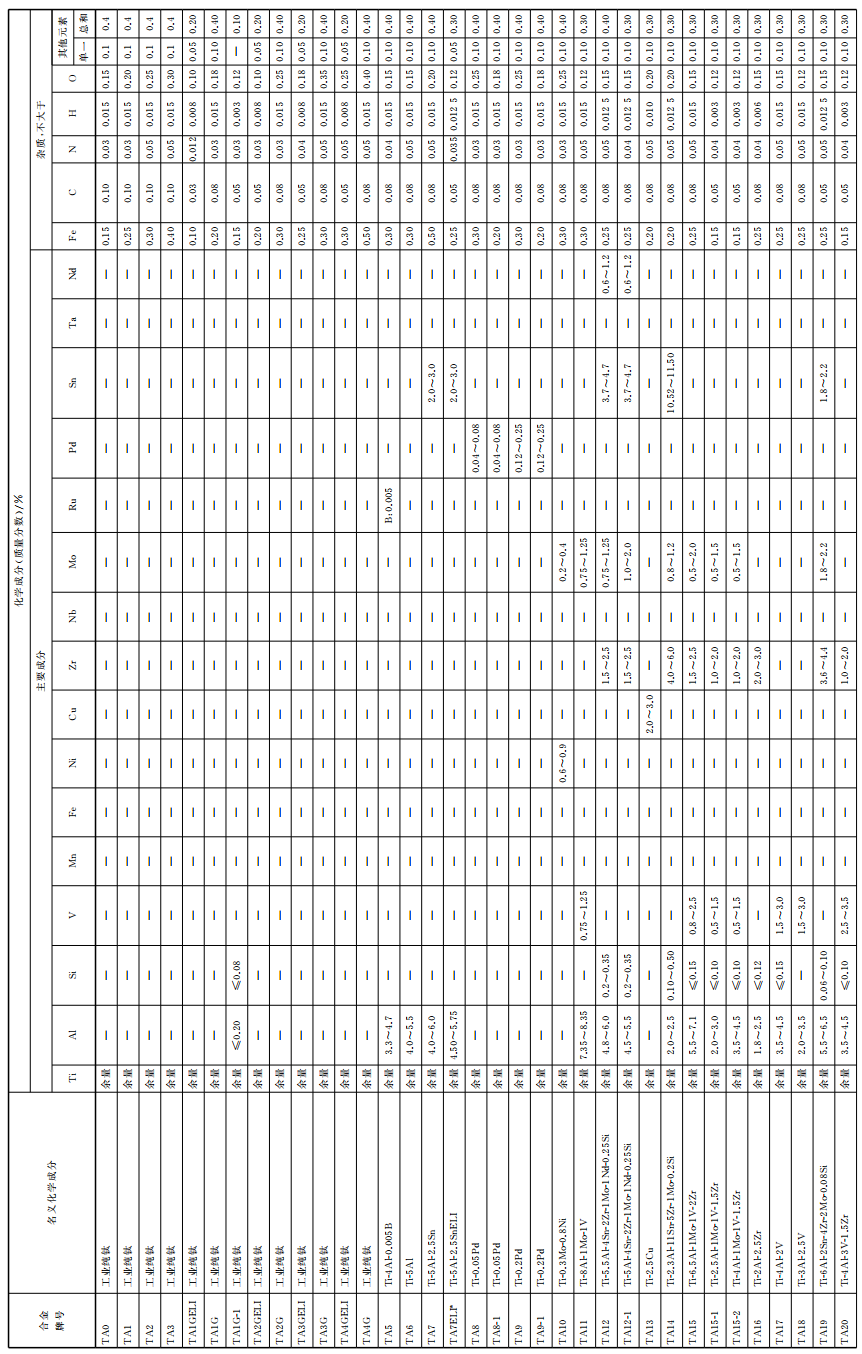 合金牌号 名义化学成分 化学成分(质量分数)/%
主要成分 杂质,不大于
Ti Al Si V Mn Fe Ni Cu Zr Nb Mo Ru Pd Sn Ta Nd Fe C N H O 其他元素
单一 总和
TA0 工业纯钛 余量 — — — — — — — — — — — — — — — 0.15 0.10 0.03 0.015 0.15 0.1 0.4
TA1 工业纯钛 余量 — — — — — — — — — — — — — — — 0.25 0.10 0.03 0.015 0.20 0.1 0.4
TA2 工业纯钛 余量 — — — — — — — — — — — — — — — 0.30 0.10 0.05 0.015 0.25 0.1 0.4
TA3 工业纯钛 余量 — — — — — — — — — — — — — — — 0.40 0.10 0.05 0.015 0.30 0.1 0.4
TA1GELI 工业纯钛 余量 — — — — — — — — — — — — — — — 0.10 0.03 0.012 0.008 0.10 0.05 0.20
TA1G 工业纯钛 余量 — — — — — — — — — — — — — — — 0.20 0.08 0.03 0.015 0.18 0.10 0.40
TA1G-1 工业纯钛 余量 ≤0.20 ≤0.08 — — — — — — — — — — — — — 0.15 0.05 0.03 0.003 0.12 — 0.10
TA2GELI 工业纯钛 余量 — — — — — — — — — — — — — — — 0.20 0.05 0.03 0.008 0.10 0.05 0.20
TA2G 工业纯钛 余量 — — — — — — — — — — — — — — — 0.30 0.08 0.03 0.015 0.25 0.10 0.40
TA3GELI 工业纯钛 余量 — — — — — — — — — — — — — — — 0.25 0.05 0.04 0.008 0.18 0.05 0.20
TA3G 工业纯钛 余量 — — — — — — — — — — — — — — — 0.30 0.08 0.05 0.015 0.35 0.10 0.40
TA4GELI 工业纯钛 余量 — — — — — — — — — — — — — — — 0.30 0.05 0.05 0.008 0.25 0.05 0.20
TA4G 工业纯钛 余量 — — — — — — — — — — — — — — — 0.50 0.08 0.05 0.015 0.40 0.10 0.40
TA5 Ti-4Al-0.005B 余量 3.3~4.7 — — — — — — — — — B:0.005 — — — — 0.30 0.08 0.04 0.015 0.15 0.10 0.40
TA6 Ti-5Al 余量 4.0~5.5 — — — — — — — — — — — — — — 0.30 0.08 0.05 0.015 0.15 0.10 0.40
TA7 Ti-5Al-2.5Sn 余量 4.0~6.0 — — — — — — — — — — — 2.0~3.0 — — 0.50 0.08 0.05 0.015 0.20 0.10 0.40
TA7ELIª Ti-5Al-2.5SnELI 余量 4.50~5.75 — — — — — — — — — — — 2.0~3.0 — — 0.25 0.05 0.035 0.012 5 0.12 0.05 0.30
TA8 Ti-0.05Pd 余量 — — — — — — — — — — — 0.04~0.08 — — — 0.30 0.08 0.03 0.015 0.25 0.10 0.40
TA8-1 Ti-0.05Pd 余量 — — — — — — — — — — — 0.04~0.08 — — — 0.20 0.08 0.03 0.015 0.18 0.10 0.40
TA9 Ti-0.2Pd 余量 — — — — — — — — — — — 0.12~0.25 — — — 0.30 0.08 0.03 0.015 0.25 0.10 0.40
TA9-1 Ti-0.2Pd 余量 — — — — — — — — — — — 0.12~0.25 — — — 0.20 0.08 0.03 0.015 0.18 0.10 0.40
TA10 Ti-0.3Mo-0.8Ni 余量 — — — — — 0.6~0.9 — — — 0.2~0.4 — — — — — 0.30 0.08 0.03 0.015 0.25 0.10 0.40
TA11 Ti-8Al-1Mo-1V 余量 7.35~8.35 — 0.75~1.25 — — — — — — 0.75~1.25 — — — — — 0.30 0.08 0.05 0.015 0.12 0.10 0.30
TA12 Ti-5.5Al-4Sn-2Zr-1Mo-1Nd-0.25Si 余量 4.8~6.0 0.2~0.35 — — — — — 1.5~2.5 — 0.75~1.25 — — 3.7~4.7 — 0.6~1.2 0.25 0.08 0.05 0.012 5 0.15 0.10 0.40
TA12-1 Ti-5Al-4Sn-2Zr-1Mo-1Nd-0.25Si 余量 4.5~5.5 0.2~0.35 — — — — — 1.5~2.5 — 1.0~2.0 — — 3.7~4.7 — 0.6~1.2 0.25 0.08 0.04 0.012 5 0.15 0.10 0.30
TA13 Ti-2.5Cu 余量 — — — — — — 2.0~3.0 — — — — — — — — 0.20 0.08 0.05 0.010 0.20 0.10 0.30
TA14 Ti-2.3Al-11Sn-5Zr-1Mo-0.2Si 余量 2.0~2.5 0.10~0.50 — — — — — 4.0~6.0 — 0.8~1.2 — — 10.52~11.50 — — 0.20 0.08 0.05 0.012 5 0.20 0.10 0.30
TA15 Ti-6.5Al-1Mo-1V-2Zr 余量 5.5~7.1 ≤0.15 0.8~2.5 — — — — 1.5~2.5 — 0.5~2.0 — — — — — 0.25 0.08 0.05 0.015 0.15 0.10 0.30
TA15-1 Ti-2.5Al-1Mo-1V-1.5Zr 余量 2.0~3.0 ≤0.10 0.5~1.5 — — — — 1.0~2.0 — 0.5~1.5 — — — — — 0.15 0.05 0.04 0.003 0.12 0.10 0.30
TA15-2 Ti-4Al-1Mo-1V-1.5Zr 余量 3.5~4.5 ≤0.10 0.5~1.5 — — — — 1.0~2.0 — 0.5~1.5 — — — — — 0.15 0.05 0.04 0.003 0.12 0.10 0.30
TA16 Ti-2Al-2.5Zr 余量 1.8~2.5 ≤0.12 — — — — — 2.0~3.0 — — — — — — — 0.25 0.08 0.04 0.006 0.15 0.10 0.30
TA17 Ti-4Al-2V 余量 3.5~4.5 ≤0.15 1.5~3.0 — — — — — — — — — — — — 0.25 0.08 0.05 0.015 0.15 0.10 0.30
TA18 Ti-3Al-2.5V 余量 2.0~3.5 — 1.5~3.0 — — — — — — — — — — — — 0.25 0.08 0.05 0.015 0.12 0.10 0.30
TA19 Ti-6Al-2Sn-4Zr-2Mo-0.08Si 余量 5.5~6.5 0.06~0.10 — — — — — 3.6~4.4 — 1.8~2.2 — — 1.8~2.2 — — 0.25 0.05 0.05 0.012 5 0.15 0.10 0.30
TA20 Ti-4Al-3V-1.5Zr 余量 3.5~4.5 ≤0.10 2.5~3.5 — — — — 1.0~2.0 — — — — — — — 0.15 0.05 0.04 0.003 0.12 0.10 0.30